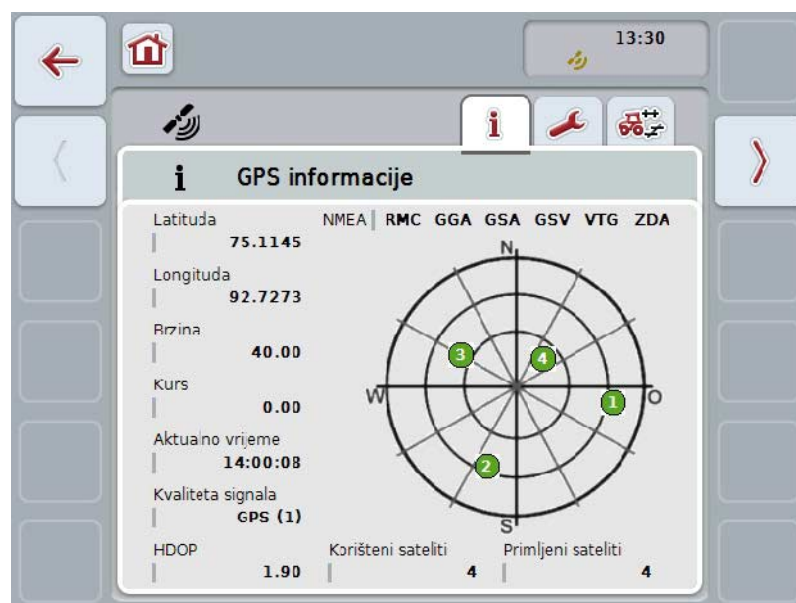 13:30
i
i GPS informacije
Latituda
75.1145
Longituda
92.7273
Brzina
40.00
Kurs
0.00
Aktualno vrijeme
14:00:08
Kvaliteta signala
GPS (1)
HDOP
1.90
NMEA RMC GGA GSA GSV VTG ZDA
N
3
4
W
1
O
2
S
Korišteni sateliti
4
Primljeni sateliti
4